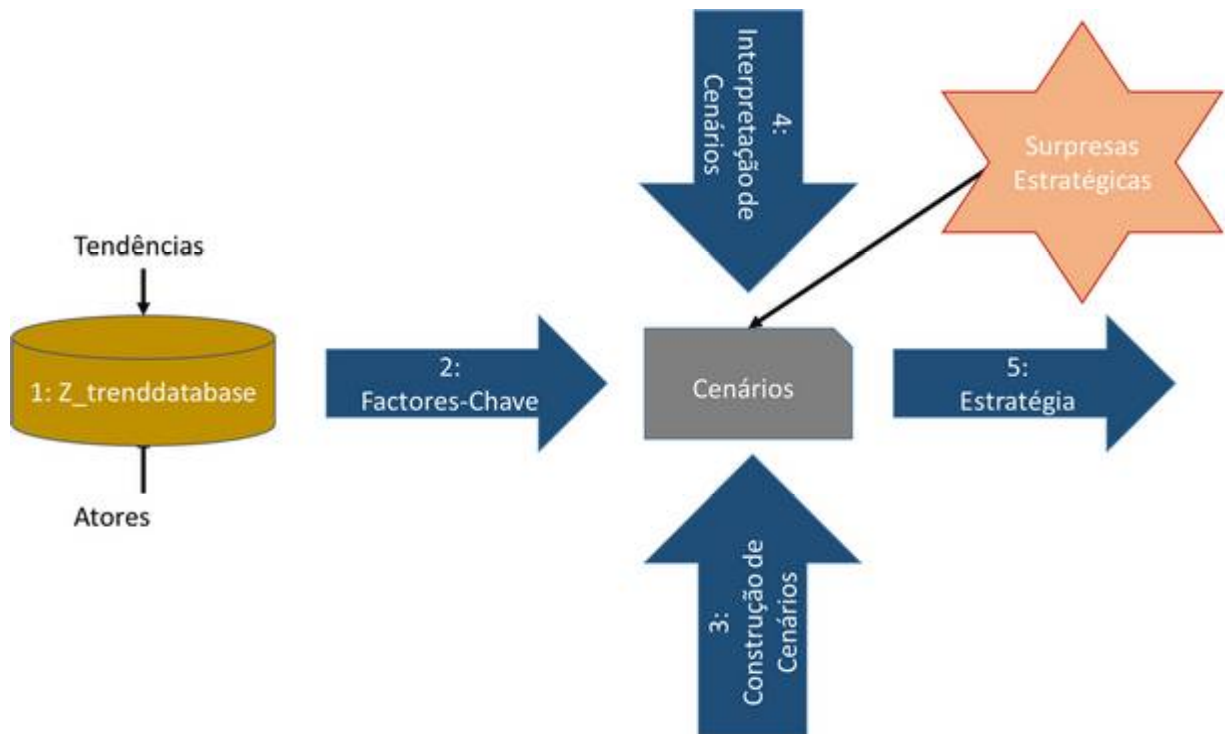 Tendências
1: Z_trenddatabase
Atores
2:
Factores-Chave
4:
Interpretação de
Cenários
Surpresas
Estratégicas
Cenários
3:
Construção de
Cenários
5:
Estratégia